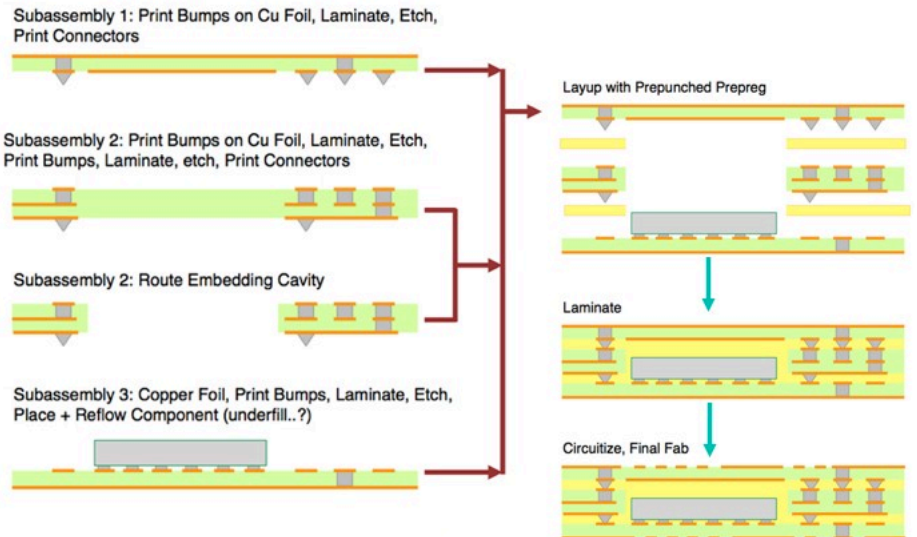 Subassembly 1: Print Bumps on Cu Foil, Laminate, Etch,
Print Connectors
Subassembly 2: Print Bumps on Cu Foil, Laminate, Etch,
Print Bumps, Laminate, etch, Print Connectors
Subassembly 2: Route Embedding Cavity
Subassembly 3: Copper Foil, Print Bumps, Laminate, Etch,
Place + Reflow Component (underfill..?)
Layup with Prepunched Prepreg
Laminate
Circuitize, Final Fab